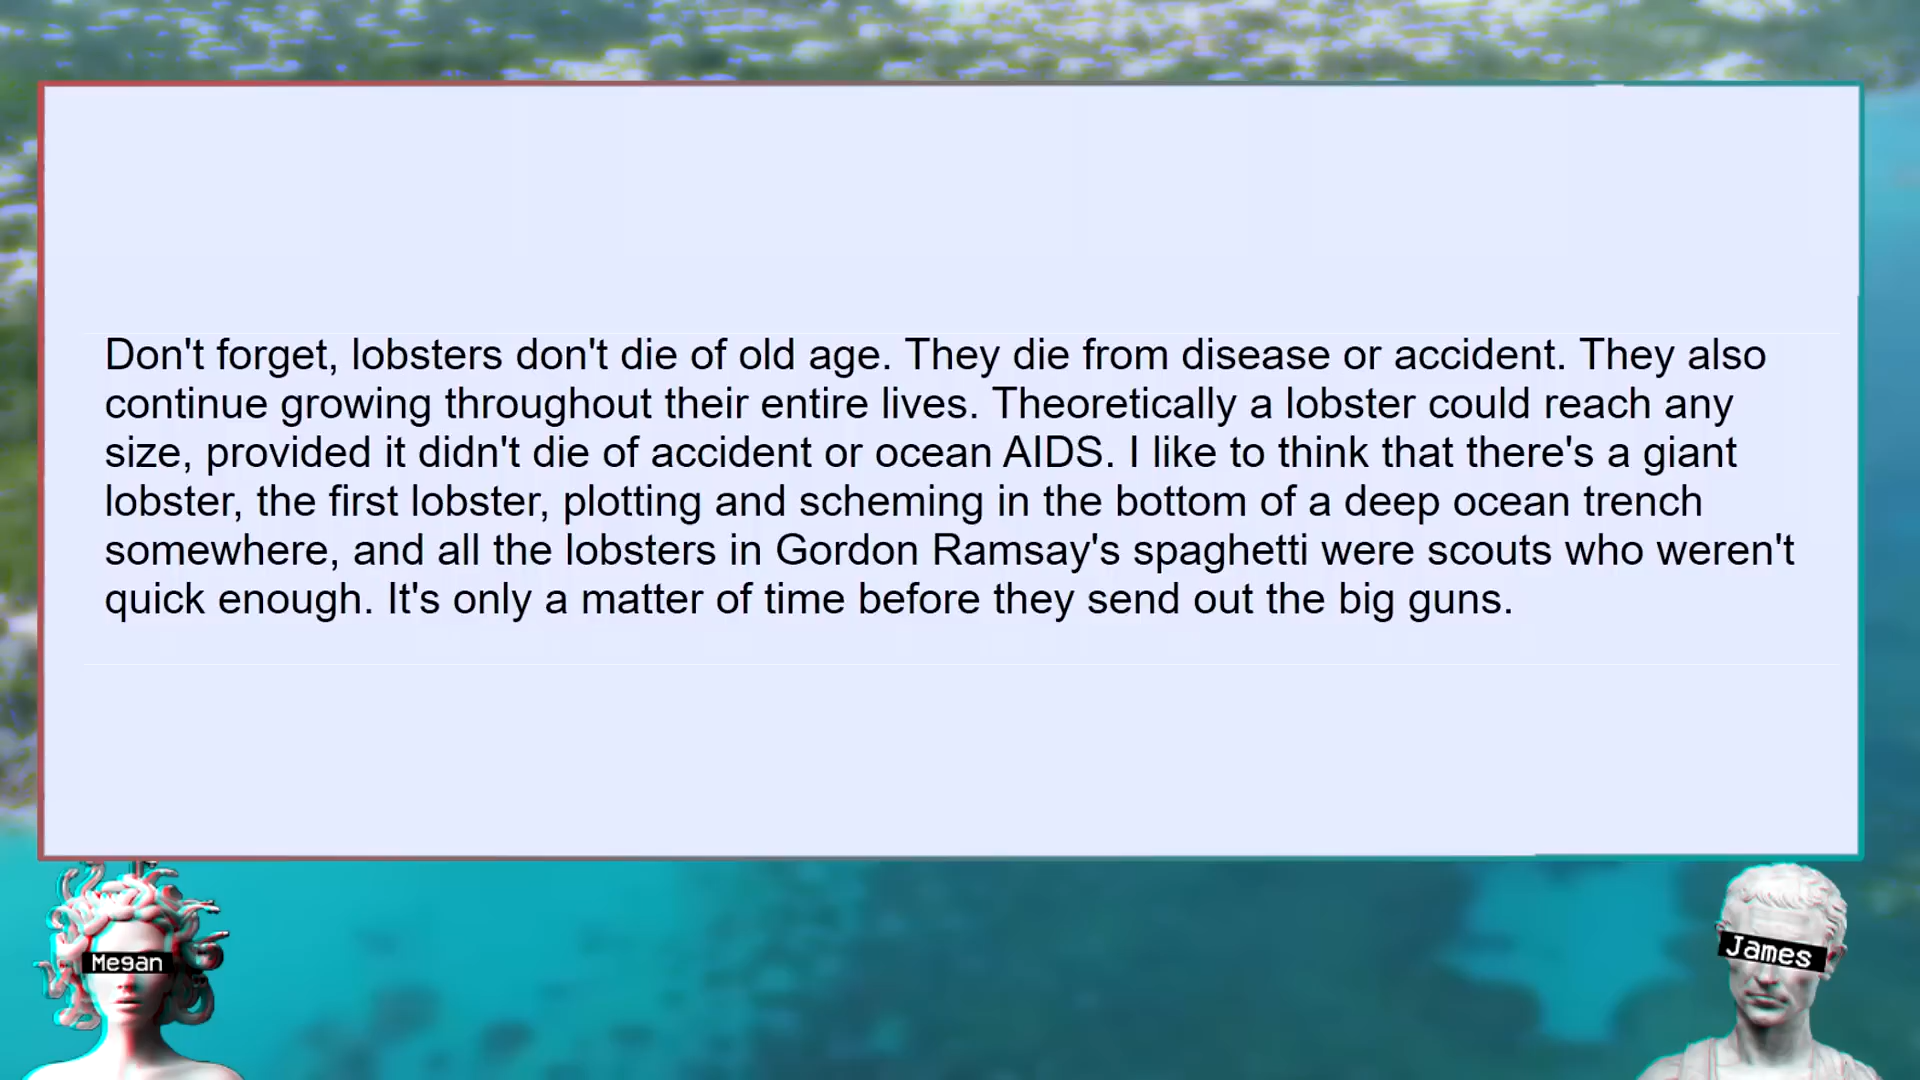 Don't forget, lobsters don't die of old age. They die from disease or accident. They also
continue growing throughout their entire lives. Theoretically a lobster could reach any
size, provided it didn't die of accident or ocean AIDS. I like to think that there's a giant
lobster, the first lobster, plotting and scheming in the bottom of a deep ocean trench
somewhere, and all the lobsters in Gordon Ramsay's spaghetti were scouts who weren't
quick enough. It's only a matter of time before they send out the big guns.
Megan
James